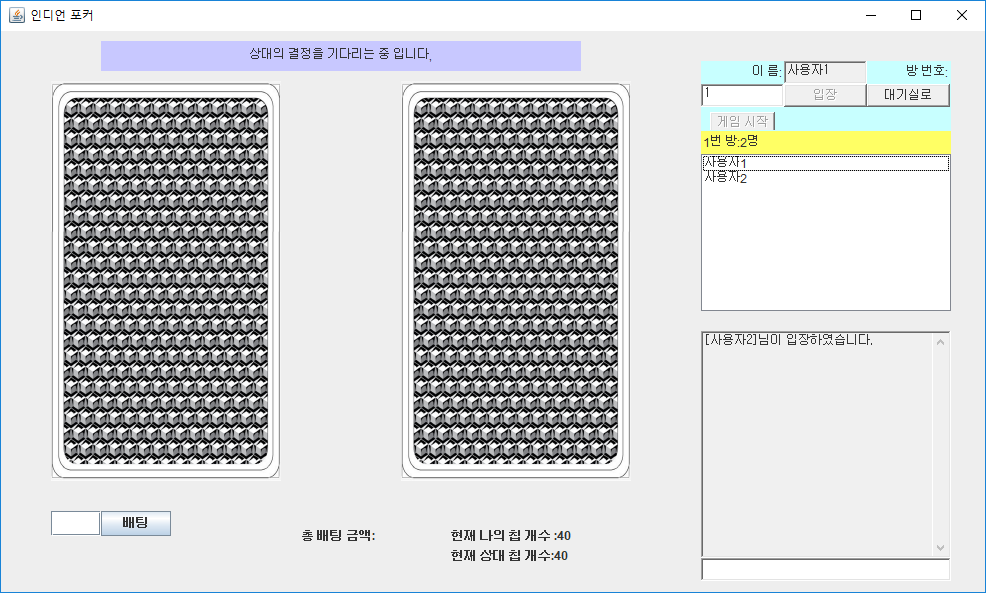 인디언 포커
상대의 결정을 기다리는 중 입니다.
이 름: 사용자1 방 번호:
1 입장 대기실로
게임 시작
1번 방:2명
사용자1
사용자2
[사용자2]님이 입장하였습니다.
배팅
총 배팅 금액: 현재 나의 칩 개수 :40
현재 상대 칩 개수:40